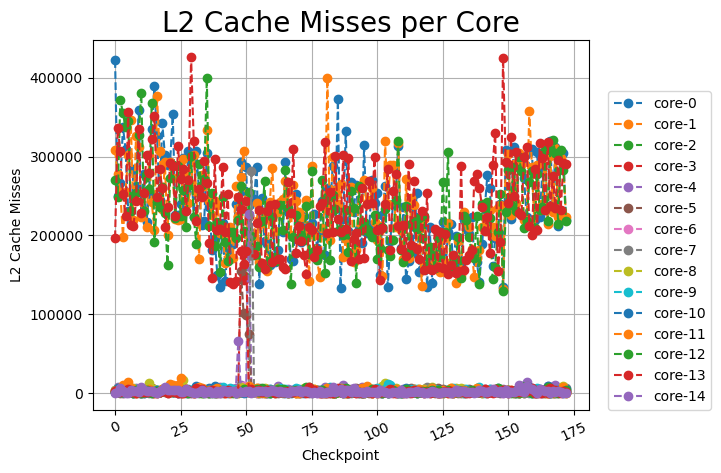 L2 Cache Misses per Core
L2 Cache Misses
400000
300000
200000
100000
0
0
25
50
75
100
125
150
175
Checkpoint
core-0
core-1
core-2
core-3
core-4
core-5
core-6
core-7
core-8
core-9
core-10
core-11
core-12
core-13
core-14